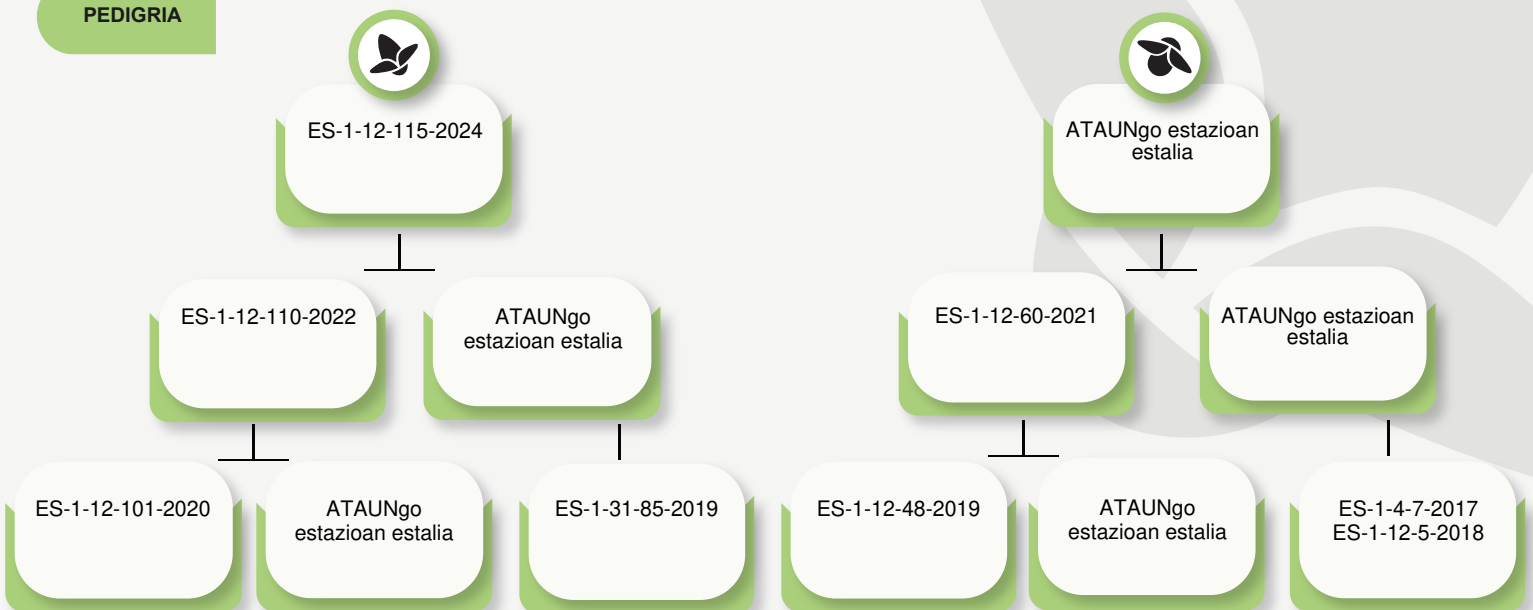 PEDIGRIA
ES-1-12-115-2024
ATAUNgo estazioan
estalia
ES-1-12-110-2022
ATAUNgo
estazioan estalia
ES-1-12-60-2021
ATAUNgo estazioan
estalia
ES-1-12-101-2020
ATAUNgo
estazioan estalia
ES-1-31-85-2019
ES-1-12-48-2019
ATAUNgo
estazioan estalia
ES-1-4-7-2017
ES-1-12-5-2018